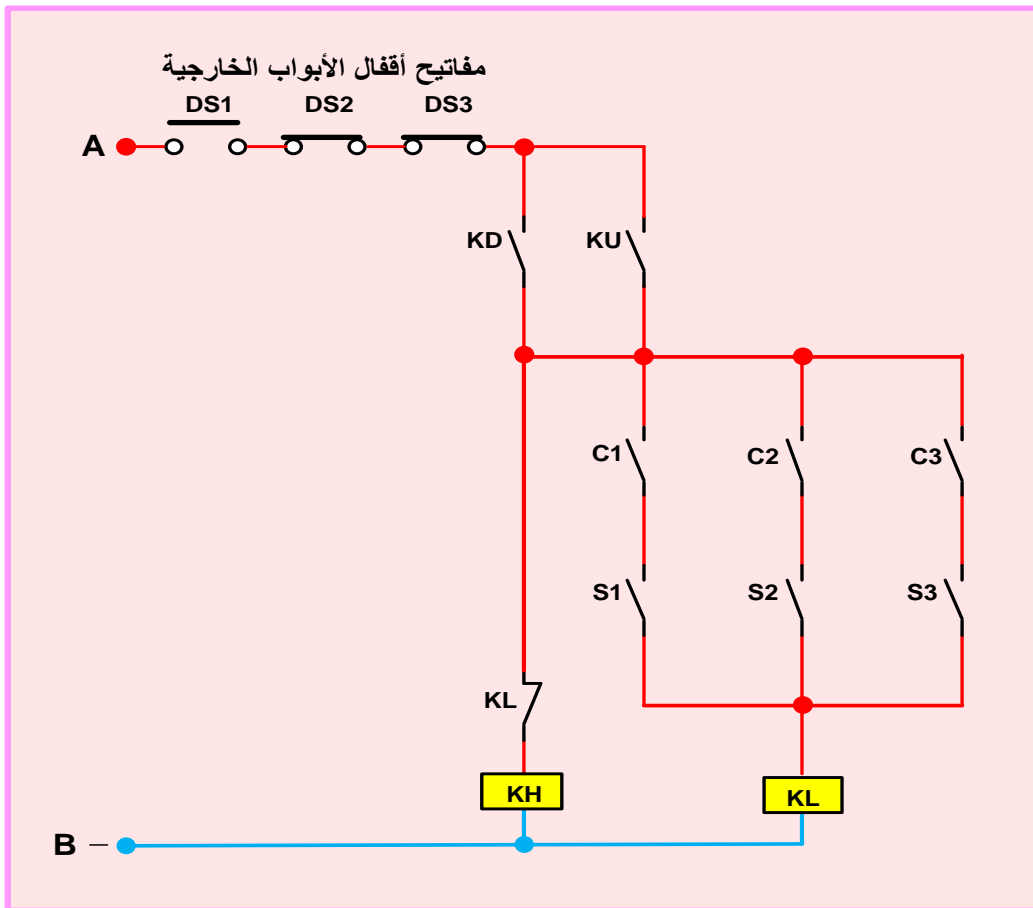 مفاتيح أقفال الأبواب الخارجية
DS1 DS2 DS3
A
KD KU
C1 C2 C3
S1 S2 S3
KL
KH KL
B –